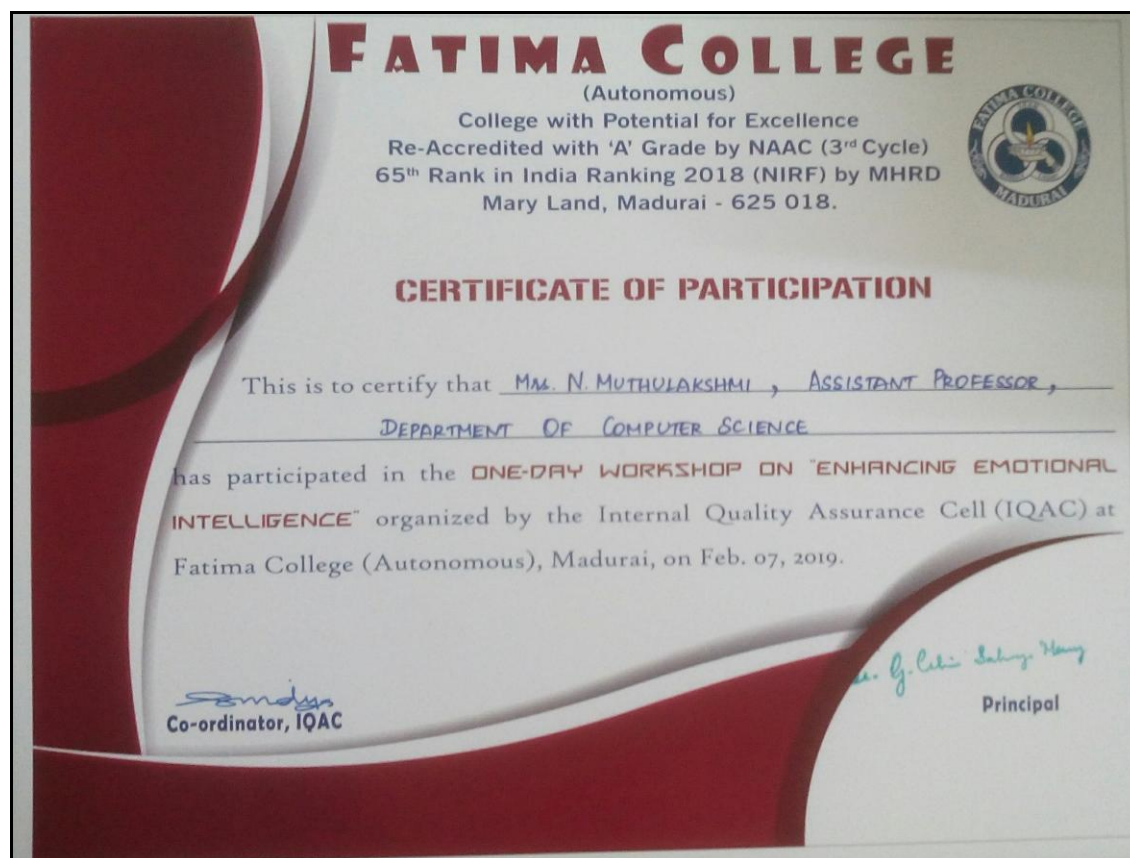 FATIMA COLLEGE
(Autonomous)
College with Potential for Excellence
Re-Accredited with ‘A’ Grade by NAAC (3rd Cycle)
65th Rank in India Ranking 2018 (NIRF) by MHRD
Mary Land, Madurai - 625 018.
FATIMA COLLEGE
MADURAI
CERTIFICATE OF PARTICIPATION
This is to certify that Mrs. N. MUTHULAKSHMI, ASSISTANT PROFESSOR,
DEPARTMENT OF COMPUTER SCIENCE
has participated in the ONE-DAY WORKSHOP ON "ENHANCING EMOTIONAL
INTELLIGENCE" organized by the Internal Quality Assurance Cell (IQAC) at
Fatima College (Autonomous), Madurai, on Feb. 07, 2019.
Co-ordinator, IQAC
G.
Principal